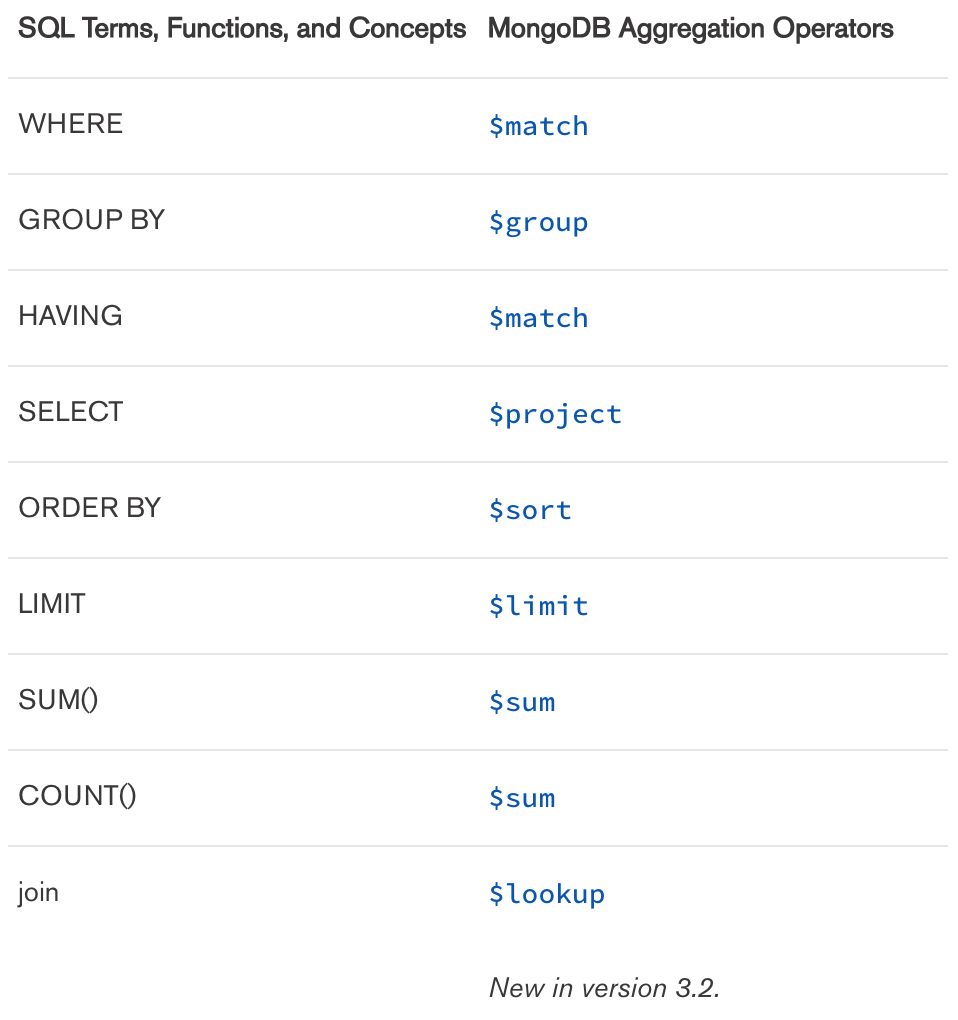 SQL Terms, Functions, and Concepts MongoDB Aggregation Operators
WHERE $match
GROUP BY $group
HAVING $match
SELECT $project
ORDER BY $sort
LIMIT $limit
SUM() $sum
COUNT() $sum
join $lookup
New in version 3.2.